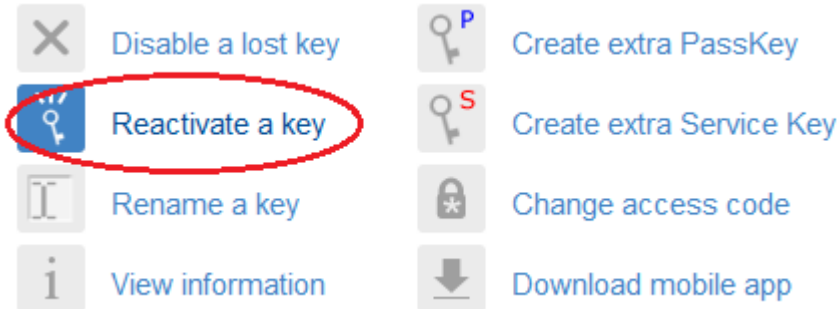 Disable a lost key
Reactivate a key
Rename a key
View information
P
Create extra PassKey
S
Create extra Service Key
Change access code
Download mobile app